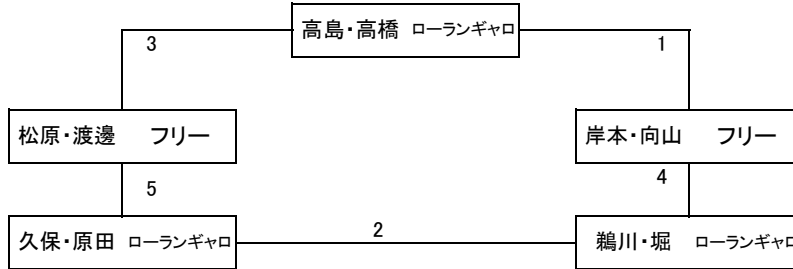 高島・高橋 ローランギャロ
3
1
松原・渡邊 フリー
岸本・向山 フリー
5
4
久保・原田 ローランギャロ
2
鵜川・堀 ローランギャロ